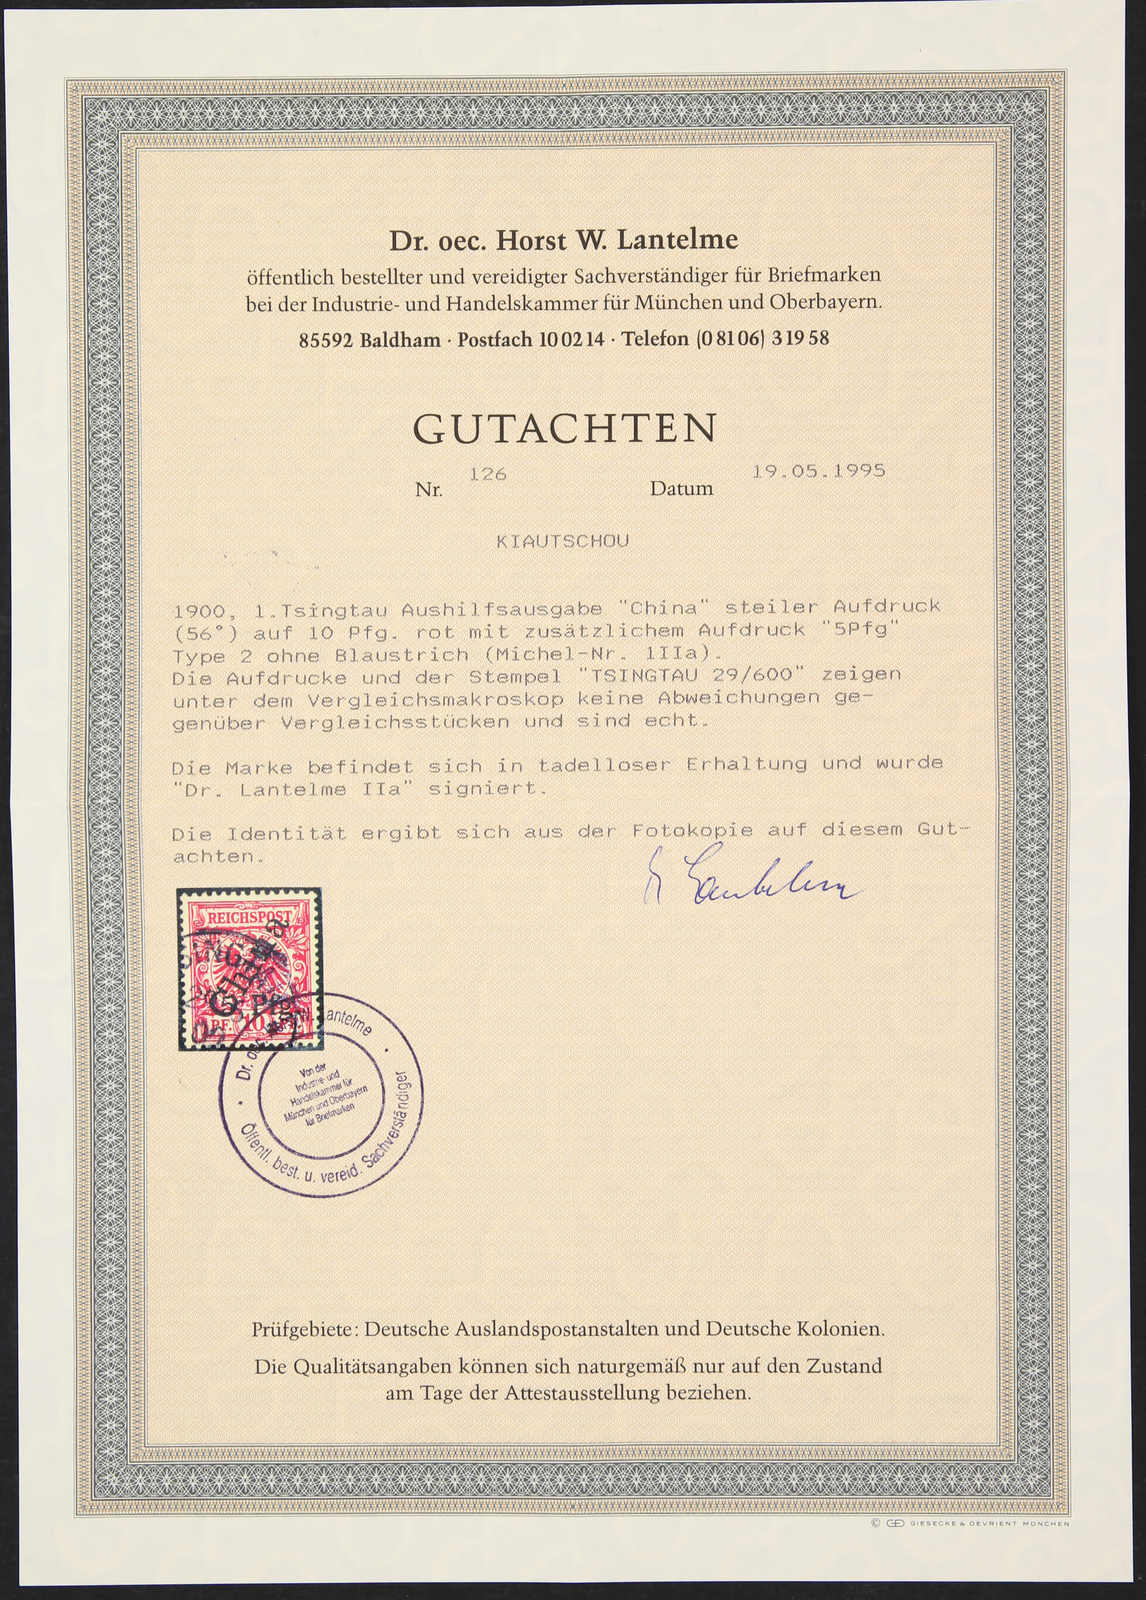 Dr. oec. Horst W. Lantelme
öffentlich bestellter und vereidigter Sachverständiger für Briefmarken
bei der Industrie- und Handelskammer für München und Oberbayern.
85592 Baldham · Postfach 10 02 14 · Telefon (0 81 06) 3 19 58
GUTACHTEN
Nr. 126 Datum 19.05.1995
KIAUTSCHOU
1900, 1.Tsingtau Aushilfsausgabe "China" steiler Aufdruck
(56°) auf 10 Pfg. rot mit zusätzlichem Aufdruck "5Pfg"
Type 2 ohne Blaustrich (Michel-Nr. 1IIa).
Die Aufdrucke und der Stempel "TSINGTAU 29/600" zeigen
unter dem Vergleichsmakroskop keine Abweichungen ge-
genüber Vergleichsstücken und sind echt.
Die Marke befindet sich in tadelloser Erhaltung und wurde
"Dr. Lantelme IIa" signiert.
Die Identität ergibt sich aus der Fotokopie auf diesem Gut-
achten.
REICHSPOST
PF. 10
Dr. oec. Lantelme
Von der
Industrie- und
Handelskammer für
München und Oberbayern
für Briefmarken
Öffentl. best. u. vereid. Sachverständiger
Prüfgebiete: Deutsche Auslandspostanstalten und Deutsche Kolonien.
Die Qualitätsangaben können sich naturgemäß nur auf den Zustand
am Tage der Attestausstellung beziehen.
© GD GIESECKE & DEVRIENT MÜNCHEN